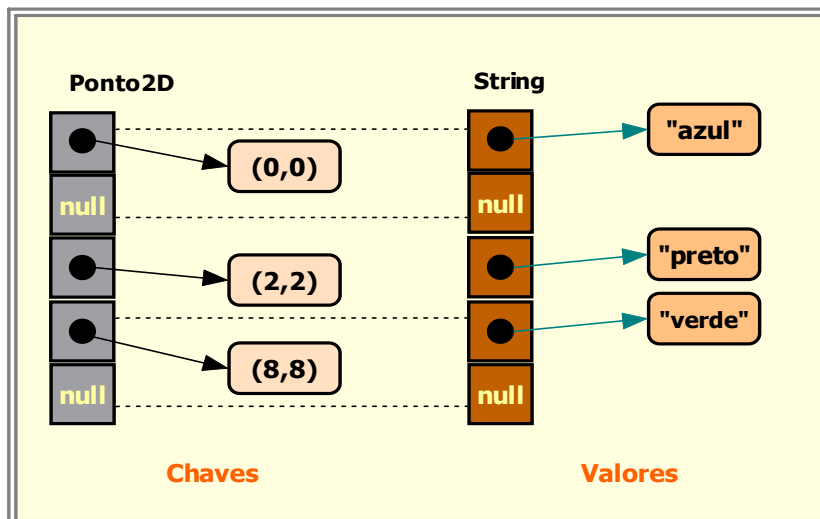 Ponto2D
String
"azul"
(0,0)
null
null
(2,2)
"preto"
"verde"
(8,8)
null
null
Chaves
Valores